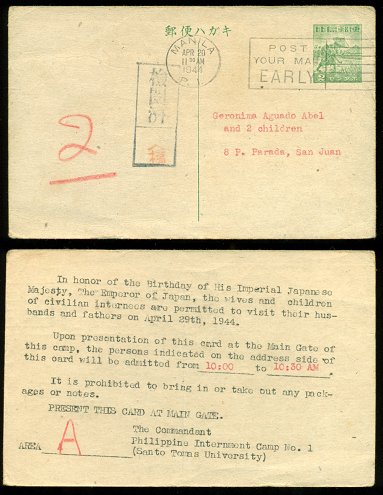 郵便ハガキ
MANILA
APR 20
11 00 AM
1944
P. I.
POST
YOUR MA
EARLY
2
Geronima Aguado Abel
and 2 children
8 P. Parada, San Juan
2
In honor of the Birthday of His Imperial Japanese
Majesty, The Emperor of Japan, the wives and children
of civilian internees are permitted to visit their hus-
bands and fathers on April 29th, 1944.
Upon presentation of this card at the Main Gate of
this camp, the persons indicated on the address side of
this card will be admitted from 10:00 to 10:30 AM.
It is prohibited to bring in or take out any pack-
ages or notes.
PRESENT THIS CARD AT MAIN GATE.
The Commandant
AREA A Philippine Internment Camp No. 1
(Santo Tomas University)